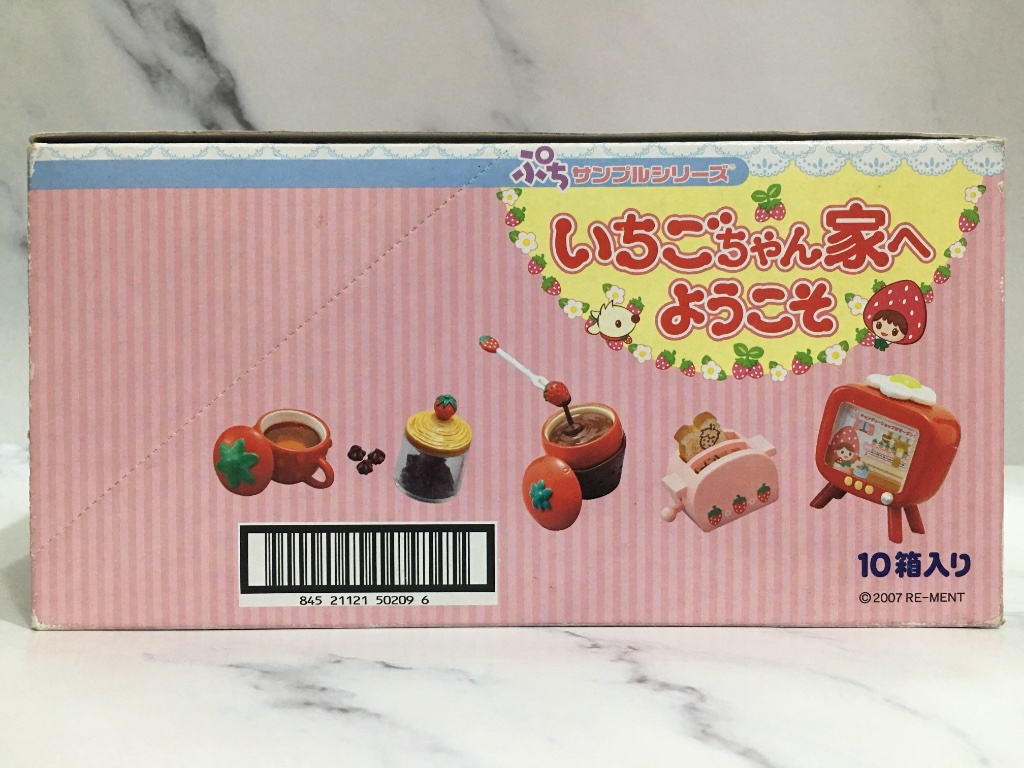 ぷちサンプルシリーズ
いちごちゃん家へ
ようこそ
10箱入り
©2007 RE-MENT
845 21121 50209 6